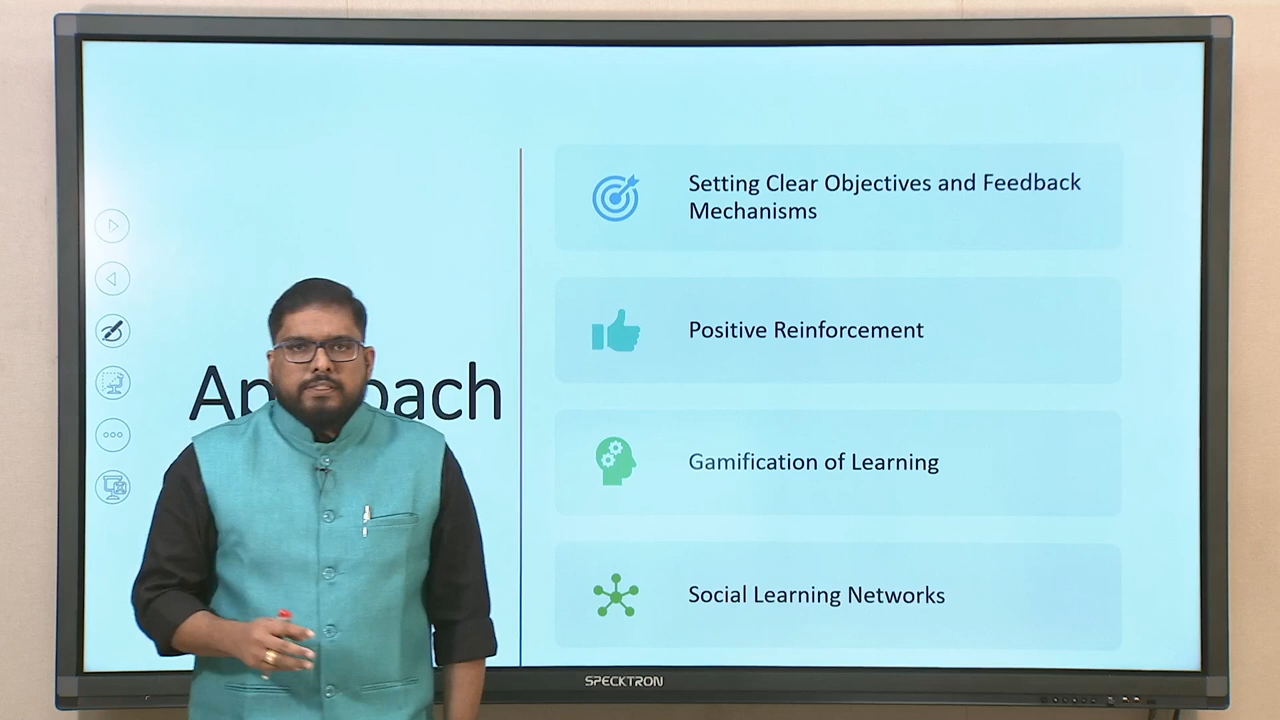 Setting Clear Objectives and Feedback
Mechanisms
Positive Reinforcement
Gamification of Learning
Social Learning Networks
SPECKTRON